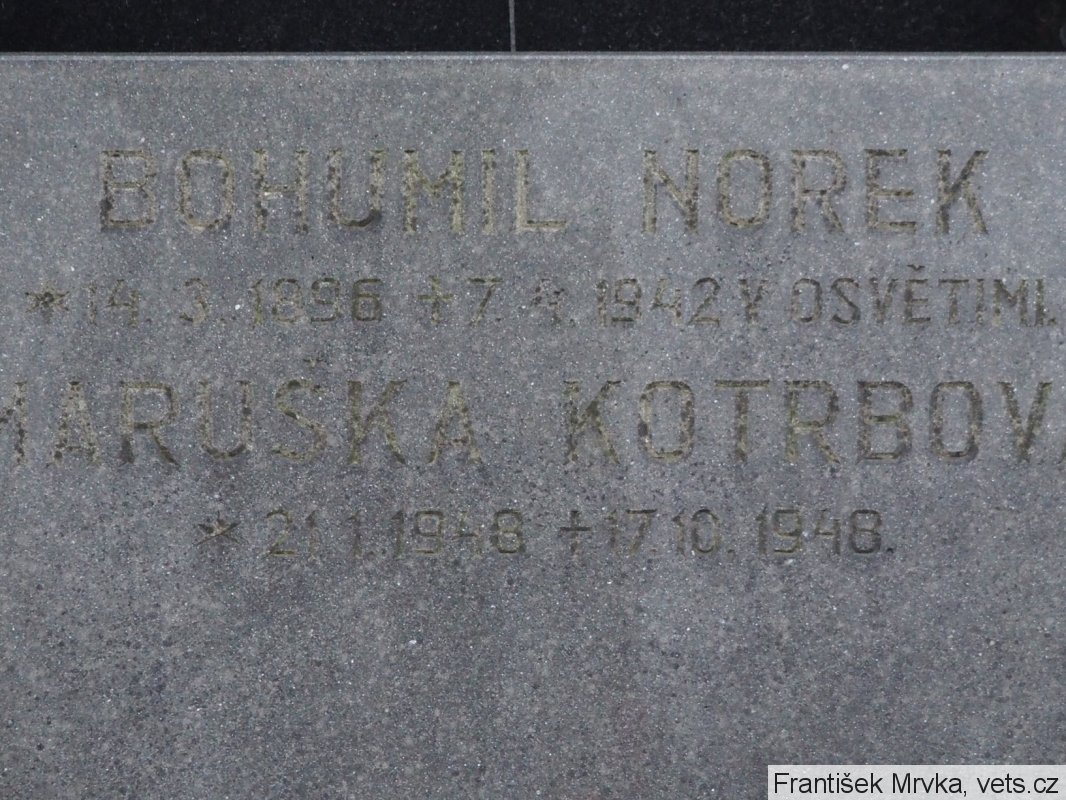 BOHUMIL NOREK
* 14. 3. 1896 † 7. 4. 1942 V OSVĚTIMI.
MARUŠKA KOTRBOVÁ
* 21. 1. 1948 † 17. 10. 1948.
František Mrvka, vets.cz